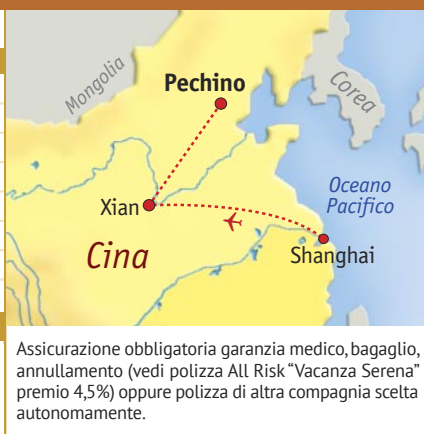 Mongolia
Pechino
Corea
Xian
Oceano
Pacifico
Cina
Shanghai
Assicurazione obbligatoria garanzia medico, bagaglio,
annullamento (vedi polizza All Risk “Vacanza Serena”
premio 4,5%) oppure polizza di altra compagnia scelta
autonomamente.